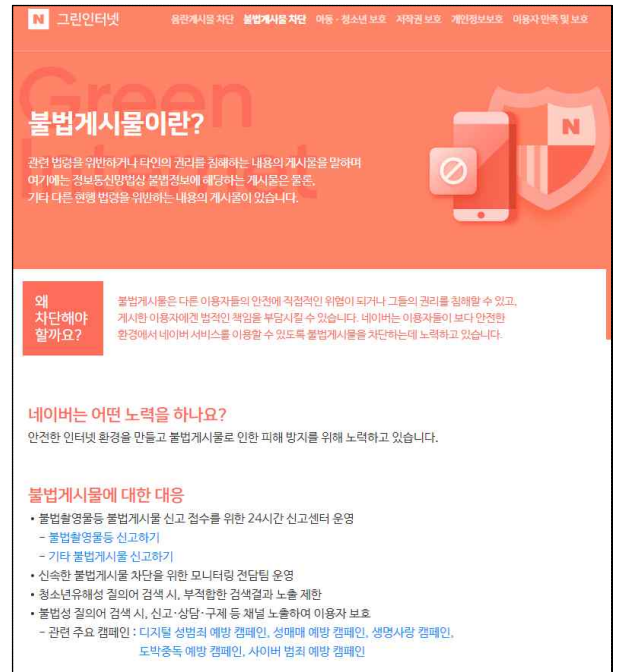 N 그린인터넷 음란게시물 차단 불법게시물 차단 아동·청소년 보호 저작권 보호 개인정보보호 이용자 만족 및 보호
Green
불법게시물이란?
관련 법령을 위반하거나 타인의 권리를 침해하는 내용의 게시물을 말하며
여기에는 정보통신망법상 불법정보에 해당하는 게시물은 물론,
기타 다른 현행 법령을 위반하는 내용의 게시물이 있습니다.
N
왜
차단해야
할까요?
불법게시물은 다른 이용자들의 안전에 직접적인 위협이 되거나 그들의 권리를 침해할 수 있고,
게시한 이용자에겐 법적인 책임을 부담시킬 수 있습니다. 네이버는 이용자들이 보다 안전한
환경에서 네이버 서비스를 이용할 수 있도록 불법게시물을 차단하는데 노력하고 있습니다.
네이버는 어떤 노력을 하나요?
안전한 인터넷 환경을 만들고 불법게시물로 인한 피해 방지를 위해 노력하고 있습니다.
불법게시물에 대한 대응
• 불법촬영물등 불법게시물 신고 접수를 위한 24시간 신고센터 운영
- 불법촬영물등 신고하기
- 기타 불법게시물 신고하기
• 신속한 불법게시물 차단을 위한 모니터링 전담팀 운영
• 청소년유해성 질의어 검색 시, 부적합한 검색결과 노출 제한
• 불법성 질의어 검색 시, 신고·상담·구제 등 채널 노출하여 이용자 보호
- 관련 주요 캠페인 : 디지털 성범죄 예방 캠페인, 성매매 예방 캠페인, 생명사랑 캠페인,
도박중독 예방 캠페인, 사이버 범죄 예방 캠페인